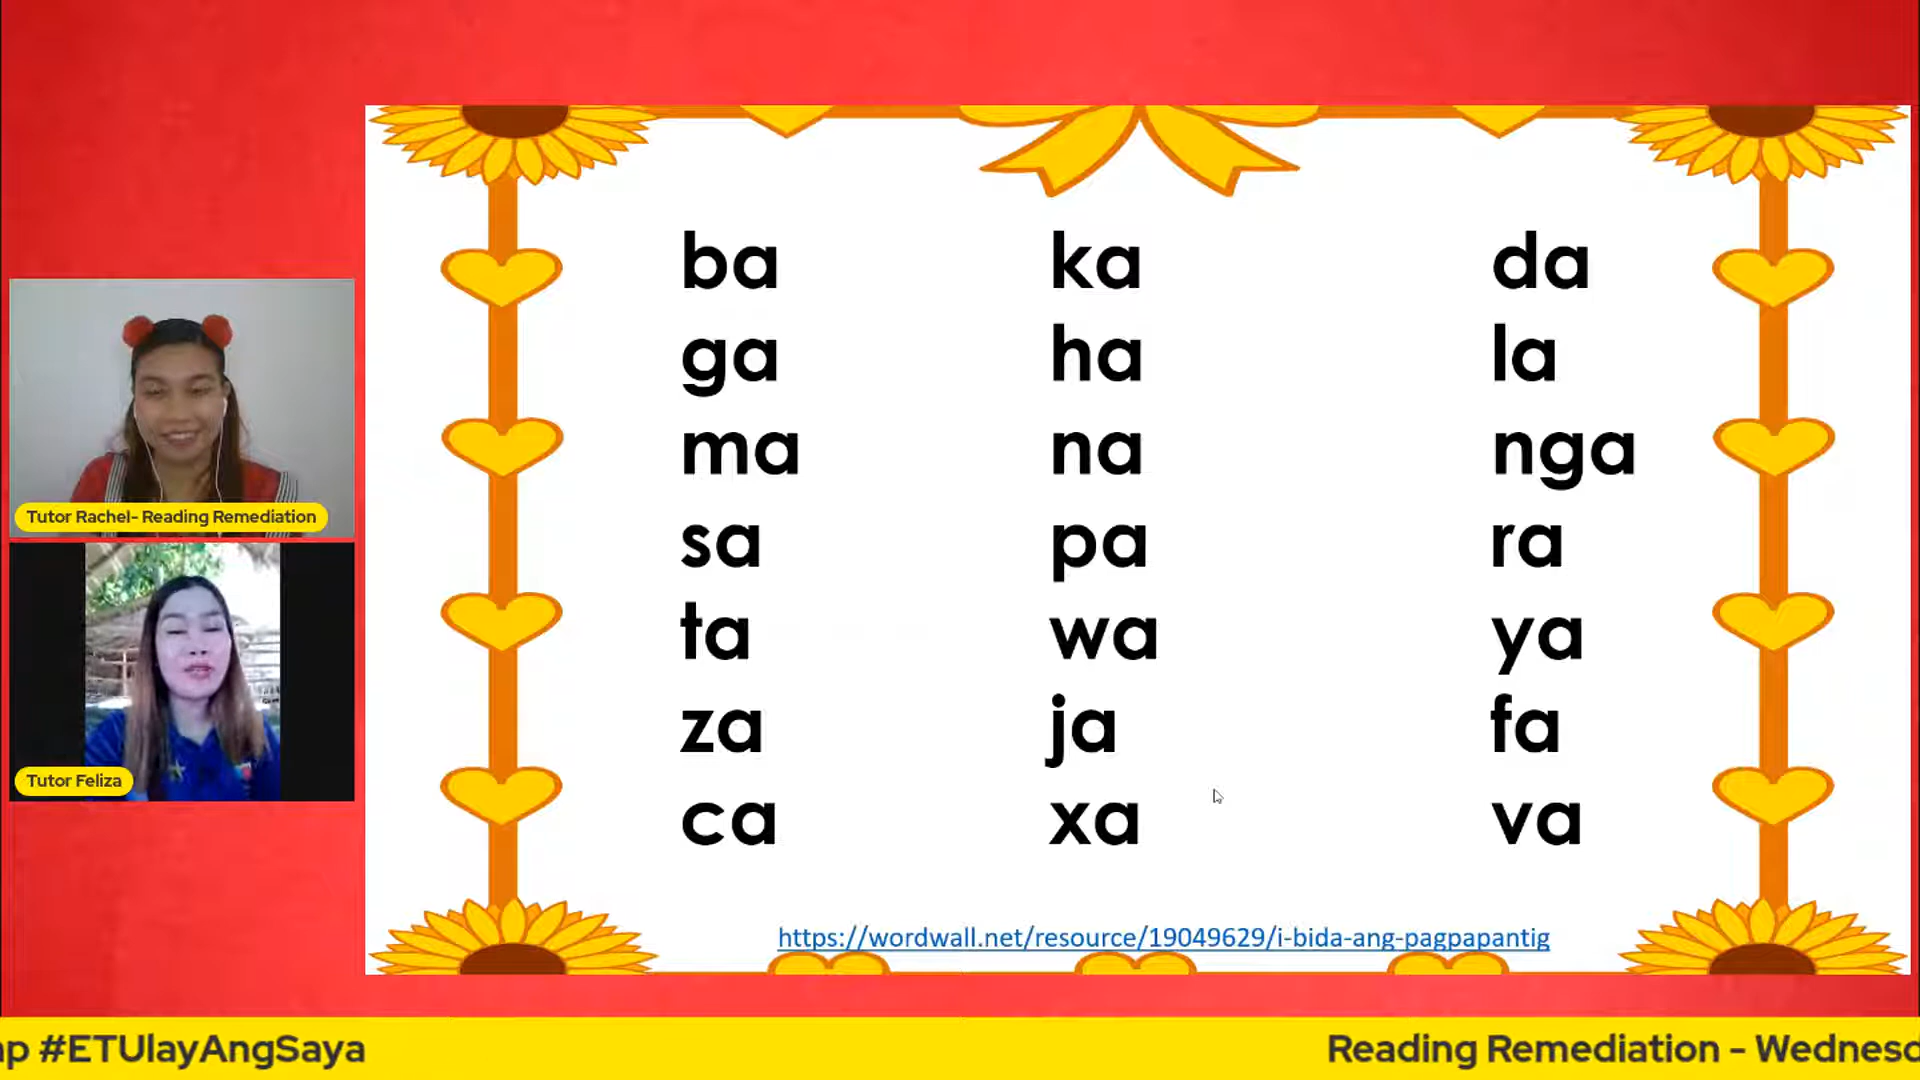 ba ka da
ga ha la
ma na nga
sa pa ra
ta wa ya
za ja fa
ca xa va
https://wordwall.net/resource/19049629/i-bida-ang-pagpapantig
Tutor Rachel- Reading Remediation
Tutor Feliza
#ETUlayAngSaya
Reading Remediation -